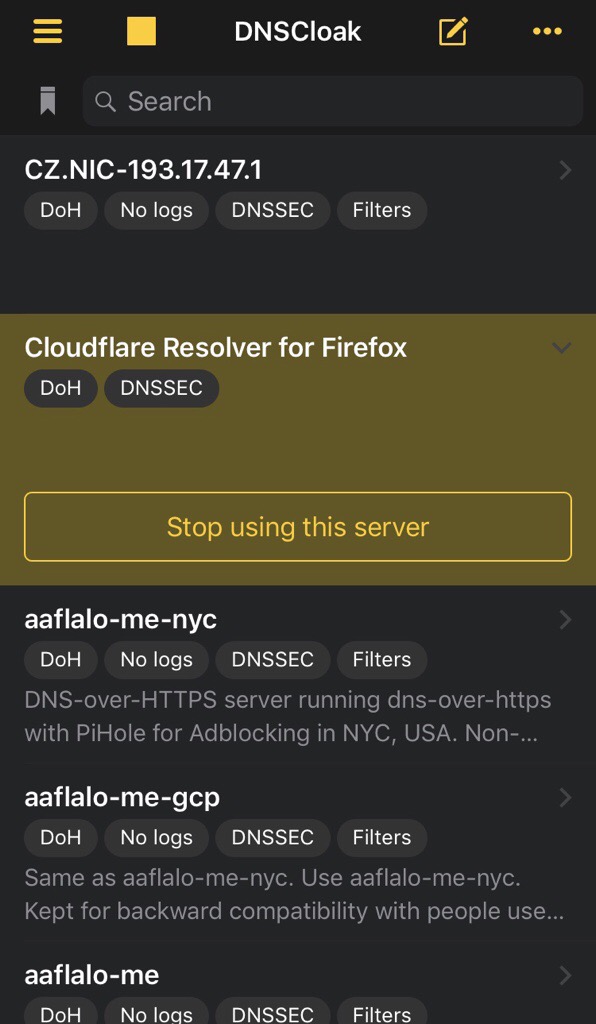 DNSCloak
Search
CZ.NIC-193.17.47.1
DoH No logs DNSSEC Filters
Cloudflare Resolver for Firefox
DoH DNSSEC
Stop using this server
aaflalo-me-nyc
DoH No logs DNSSEC Filters
DNS-over-HTTPS server running dns-over-https
with PiHole for Adblocking in NYC, USA. Non-...
aaflalo-me-gcp
DoH No logs DNSSEC Filters
Same as aaflalo-me-nyc. Use aaflalo-me-nyc.
Kept for backward compatibility with people use...
aaflalo-me
DoH No logs DNSSEC Filters